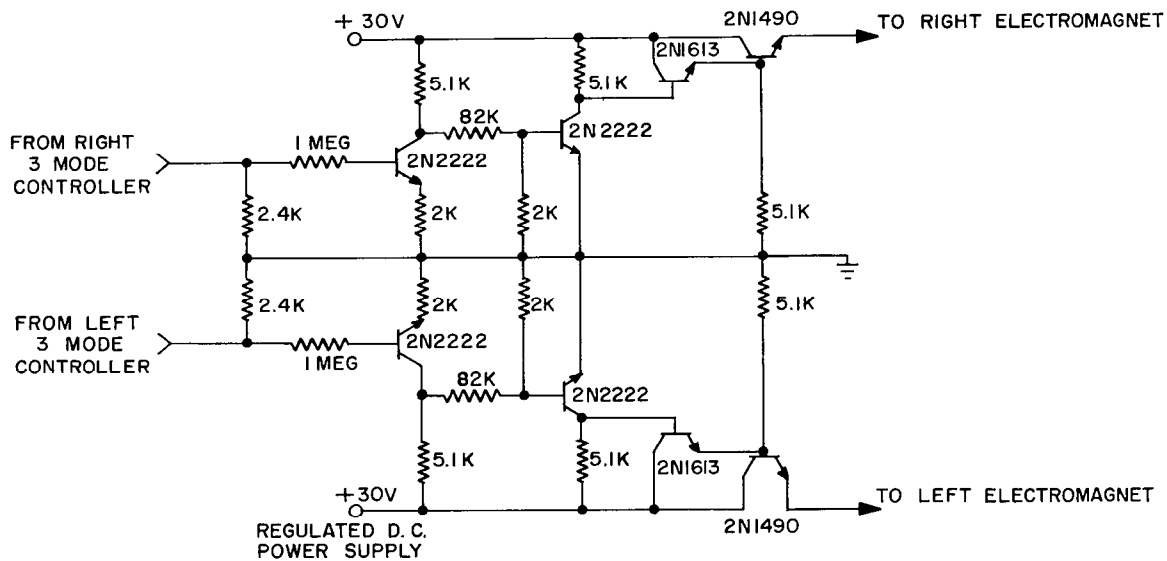 + 30V
2N1490
TO RIGHT ELECTROMAGNET
2N1613
5.1K
5.1K
82K
2N2222
FROM RIGHT
3 MODE
CONTROLLER
1 MEG
2N2222
2.4K
2K
2K
5.1K
2.4K
2K
2K
5.1K
FROM LEFT
3 MODE
CONTROLLER
2N2222
1 MEG
82K
2N2222
5.1K
5.1K
2N1613
+30V
TO LEFT ELECTROMAGNET
2N1490
REGULATED D.C.
POWER SUPPLY